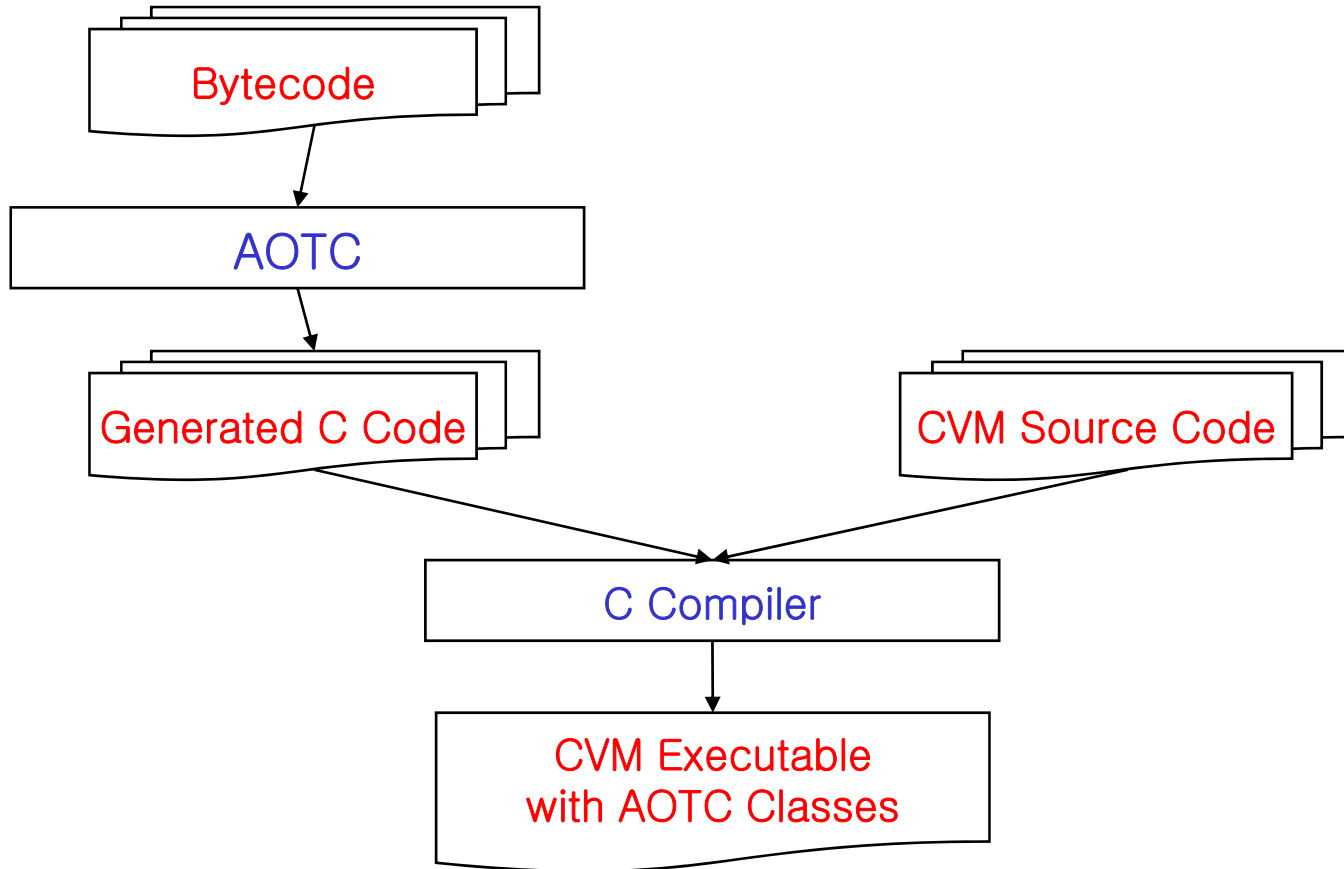 Bytecode
AOTC
Generated C Code
CVM Source Code
C Compiler
CVM Executable
with AOTC Classes